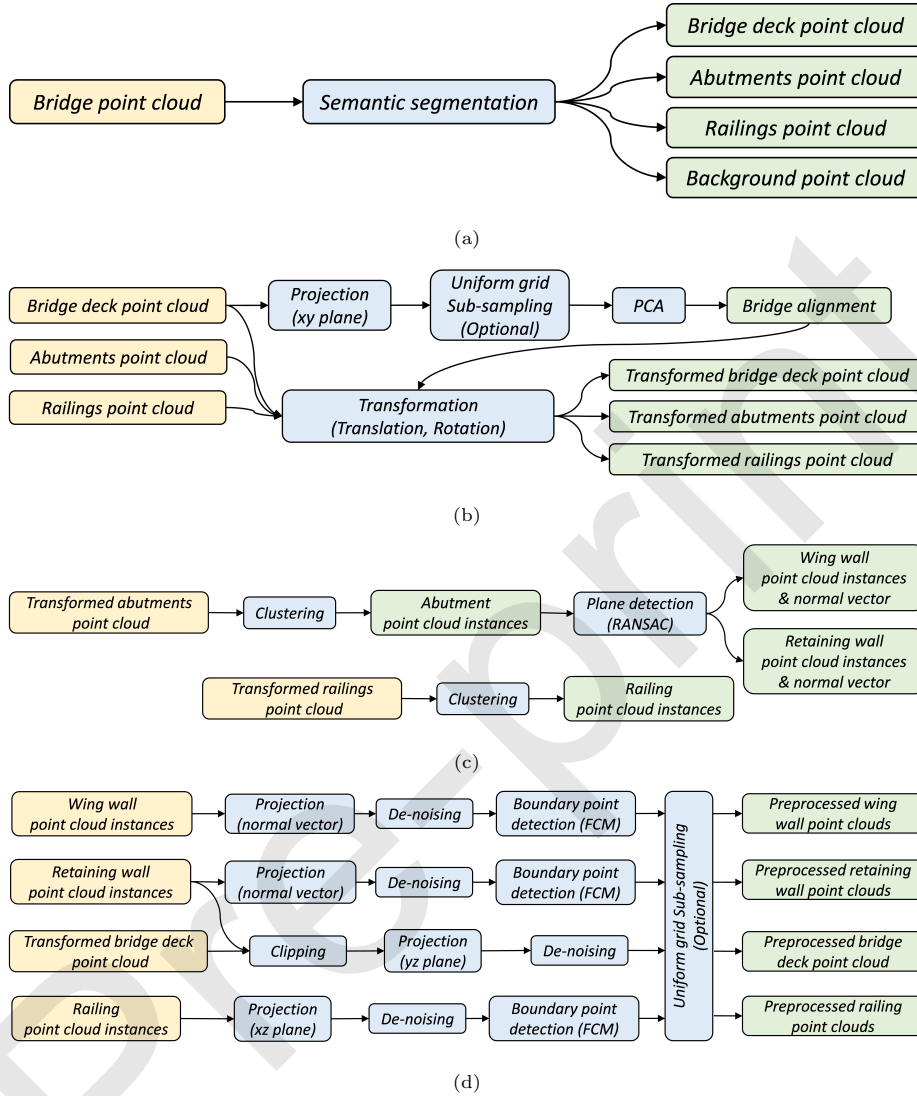 Bridge deck point cloud
Abutments point cloud
Bridge point cloud
Semantic segmentation
Railings point cloud
Background point cloud
(a)
Bridge deck point cloud
Projection
(xy plane)
Uniform grid
Sub-sampling
(Optional)
PCA
Bridge alignment
Abutments point cloud
Railings point cloud
Transformation
(Translation, Rotation)
Transformed bridge deck point cloud
Transformed abutments point cloud
Transformed railings point cloud
(b)
Transformed abutments
point cloud
Clustering
Abutment
point cloud instances
Plane detection
(RANSAC)
Wing wall
point cloud instances
& normal vector
Retaining wall
point cloud instances
& normal vector
Transformed railings
point cloud
Clustering
Railing
point cloud instances
(c)
Wing wall
point cloud instances
Projection
(normal vector)
De-noising
Boundary point
detection (FCM)
Uniform grid Sub-sampling
(Optional)
Preprocessed wing
wall point clouds
Retaining wall
point cloud instances
Projection
(normal vector)
De-noising
Boundary point
detection (FCM)
Preprocessed retaining
wall point clouds
Transformed bridge deck
point cloud
Clipping
Projection
(yz plane)
De-noising
Preprocessed bridge
deck point cloud
Railing
point cloud instances
Projection
(xz plane)
De-noising
Boundary point
detection (FCM)
Preprocessed railing
point clouds
(d)
Pre-print